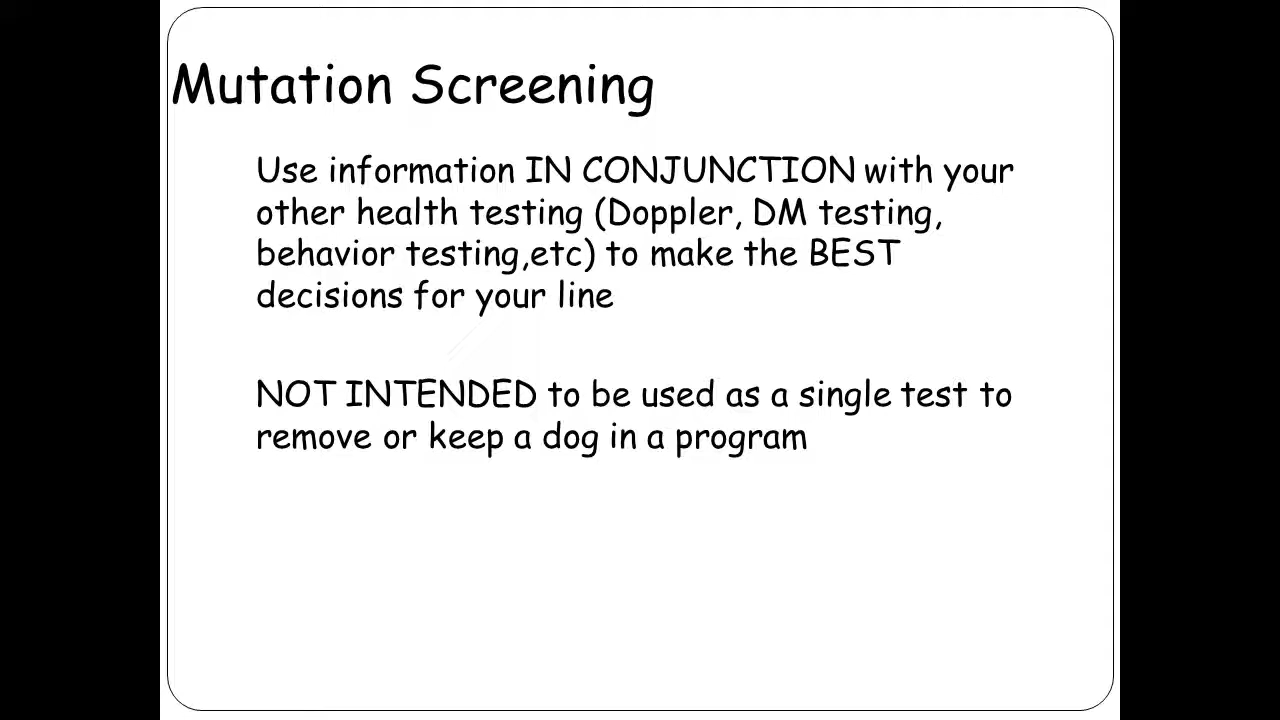 Mutation Screening
Use information IN CONJUNCTION with your
other health testing (Doppler, DM testing,
behavior testing,etc) to make the BEST
decisions for your line
NOT INTENDED to be used as a single test to
remove or keep a dog in a program